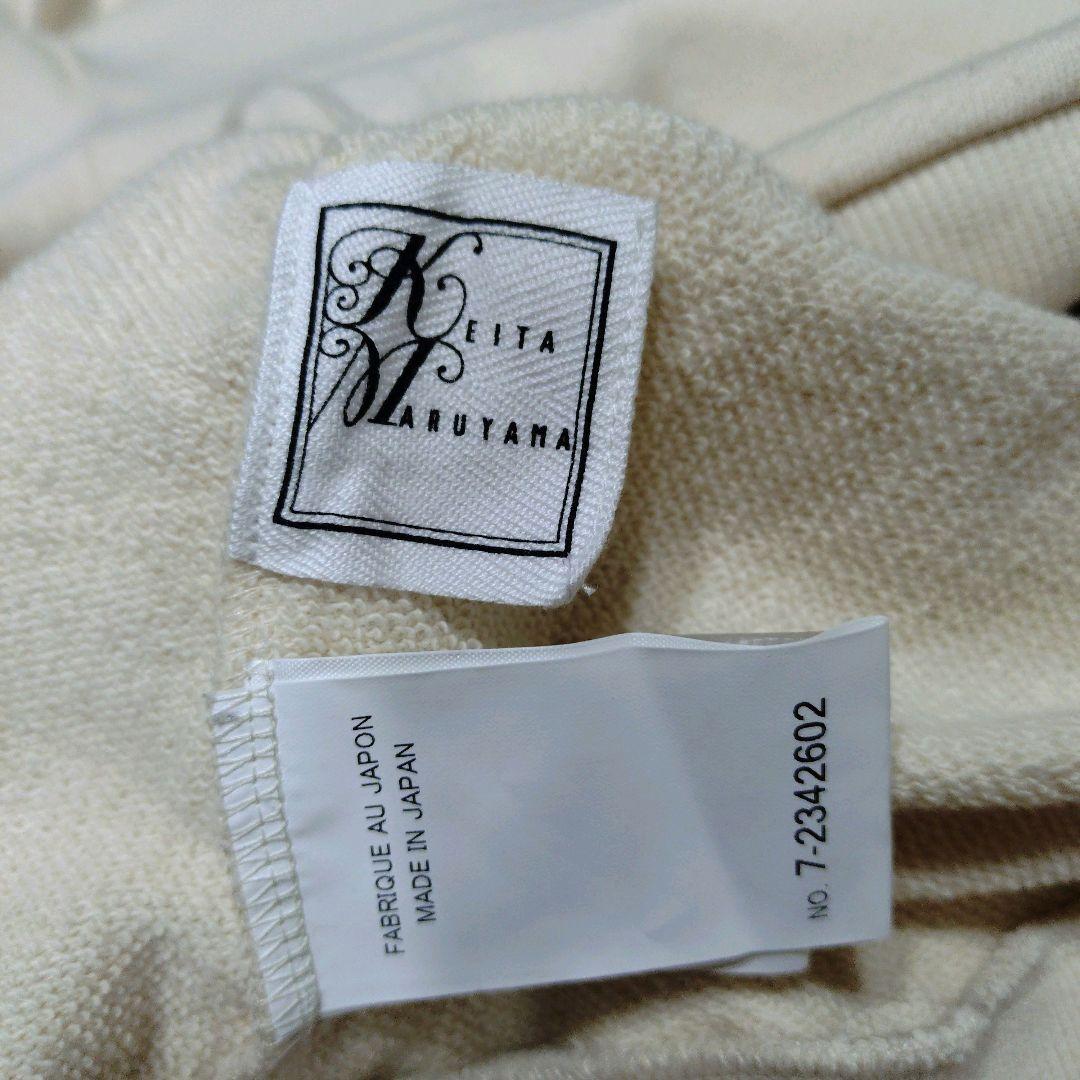 KEITA
MARUYAMA
FABRIQUE AU JAPON
MADE IN JAPAN
NO. 7-2342602